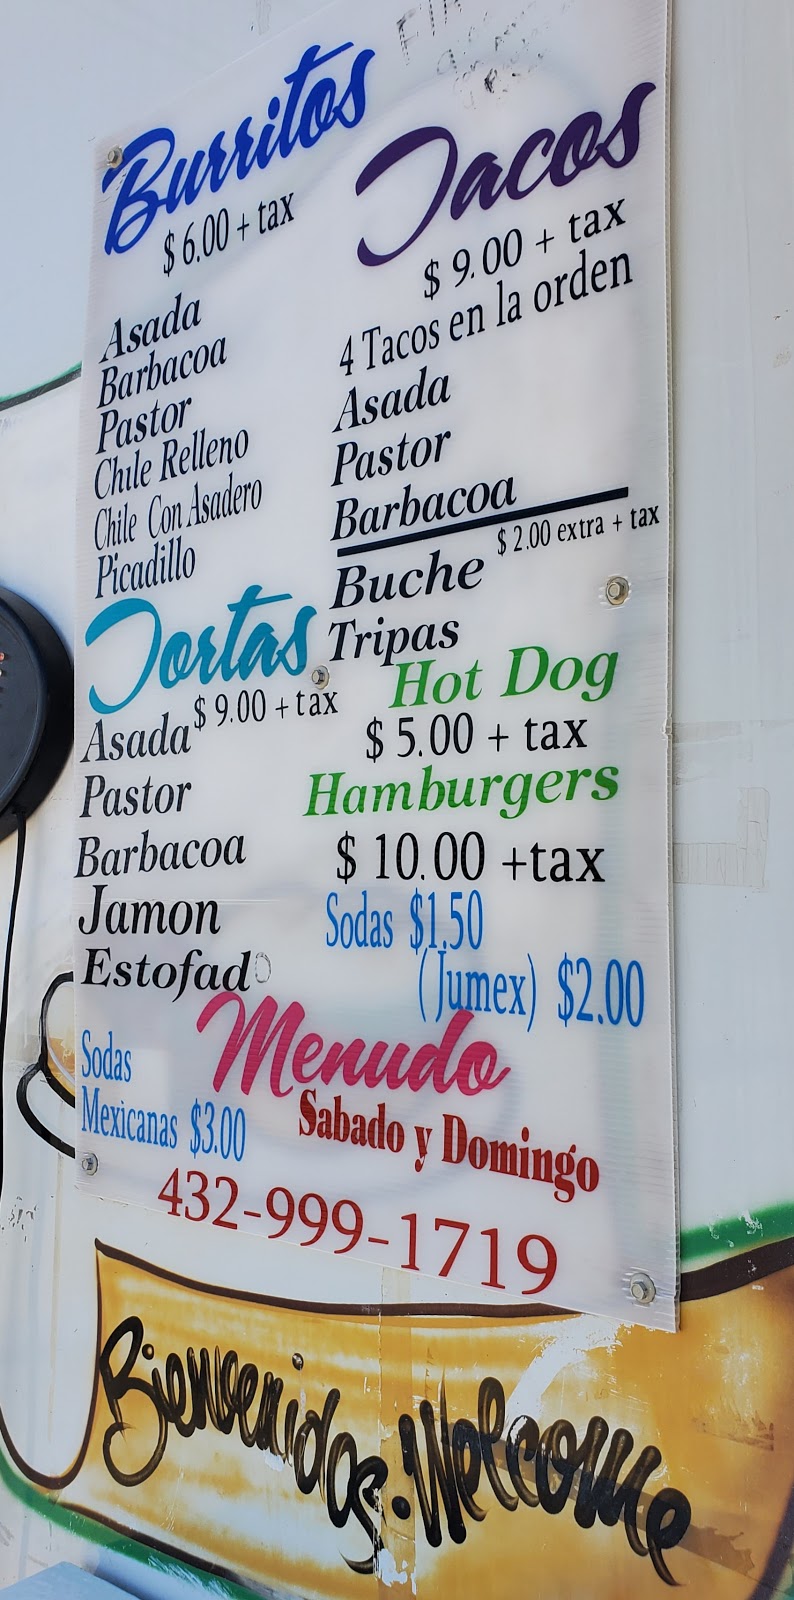 Burritos
$ 6.00 + tax
Asada
Barbacoa
Pastor
Chile Relleno
Chile Con Asadero
Picadillo
Tacos
$ 9.00 + tax
4 Tacos en la orden
Asada
Pastor
Barbacoa
$ 2.00 extra + tax
Buche
Tripas
Tortas
$ 9.00 + tax
Asada
Pastor
Barbacoa
Jamon
Estofado
Hot Dog
$ 5.00 + tax
Hamburgers
$ 10.00 +tax
Sodas $1.50
(Jumex) $2.00
Sodas
Mexicanas $3.00
Menudo
Sabado y Domingo
432-999-1719
Bienvenidos. Welcome